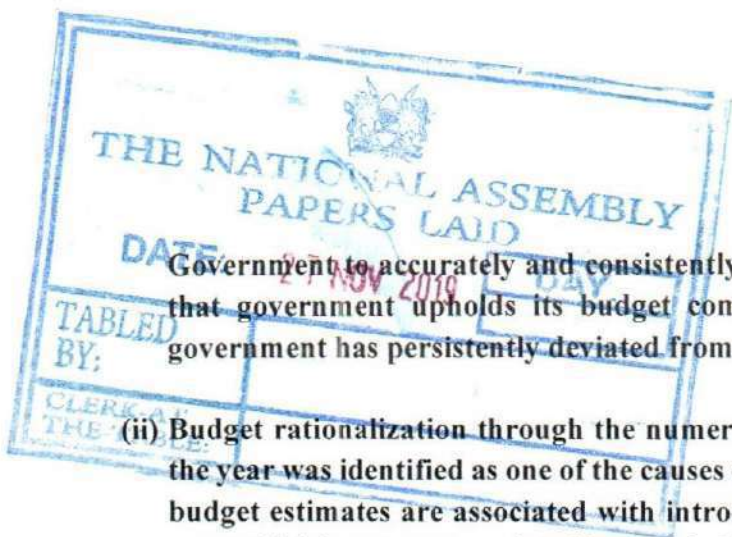 THE NATIONAL ASSEMBLY
PAPERS LAID
DATE: 27 NOV 2019 DAY
Government to accurately and consistently
that government upholds its budget com
TABLED
BY:
government has persistently deviated from
CLERK-AT
THE-TABLE:
(ii) Budget rationalization through the numer
the year was identified as one of the causes
budget estimates are associated with intro